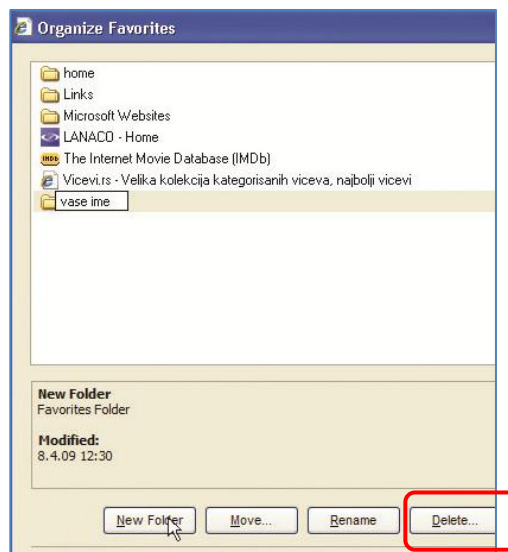 Organize Favorites
home
Links
Microsoft Websites
LANACO - Home
IMDb The Internet Movie Database (IMDb)
Vicevi.rs - Velika kolekcija kategorisanih viceva, najbolji vicevi
vase ime
New Folder
Favorites Folder
Modified:
8.4.09 12:30
New Folder Move... Rename Delete...